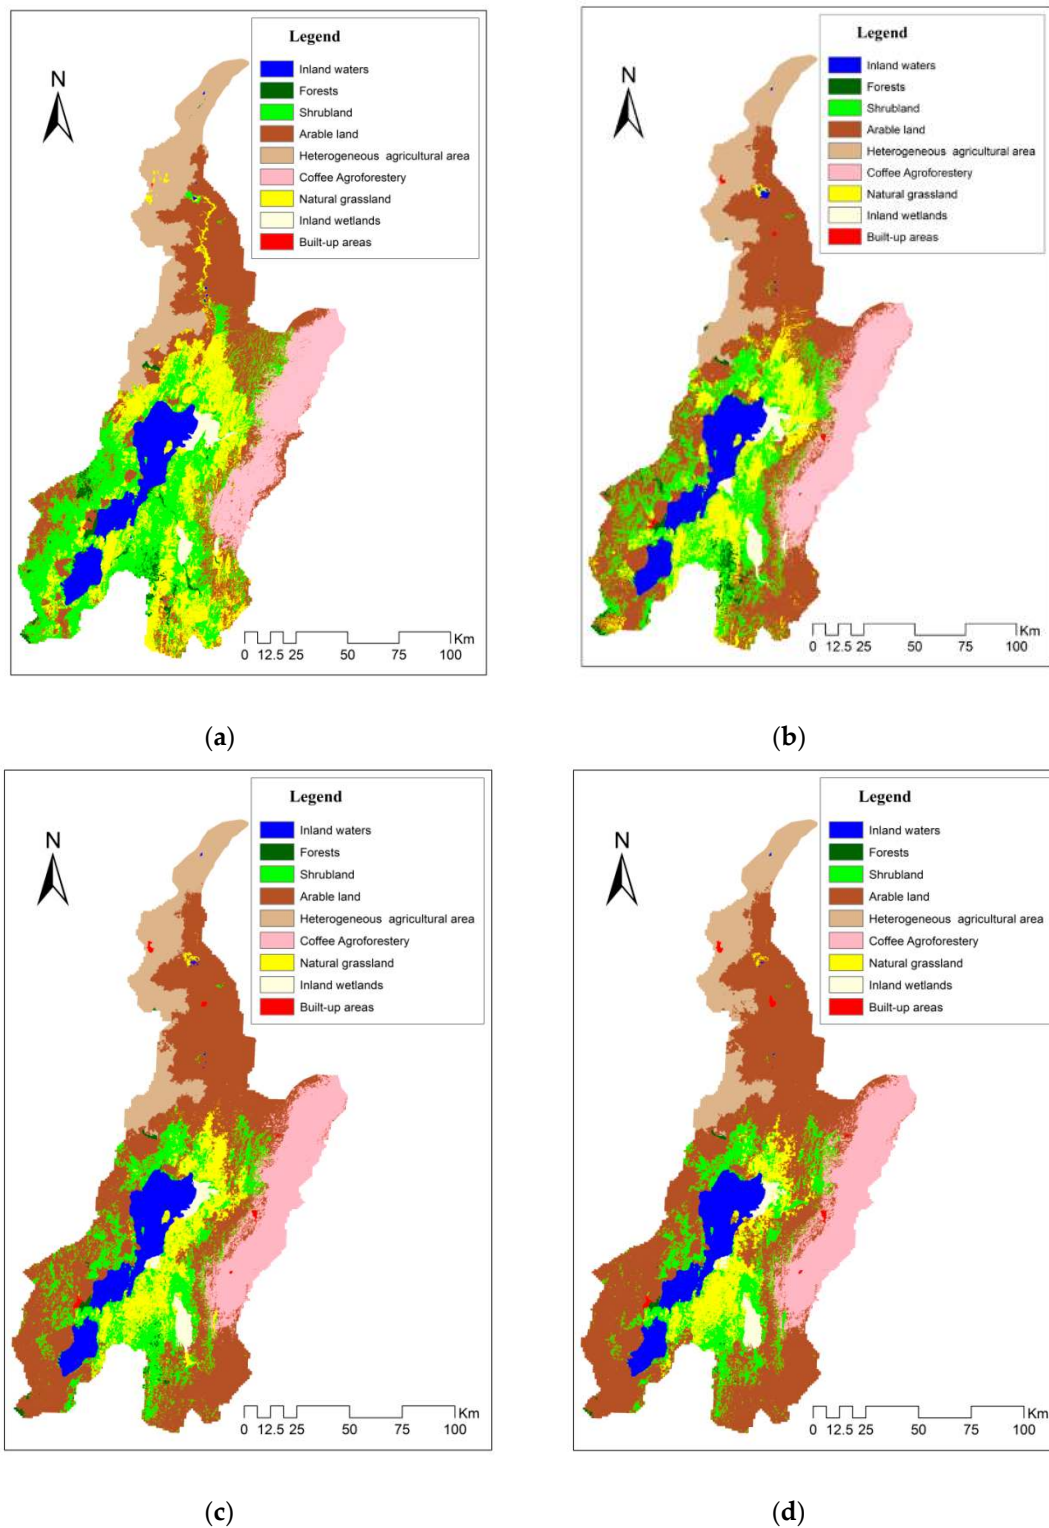 Legend
N
Inland waters
Forests
Shrubland
Arable land
Heterogeneous agricultural area
Coffee Agroforestery
Natural grassland
Inland wetlands
Built-up areas
Km
0 12.5 25 50 75 100
(a)
Legend
N
Inland waters
Forests
Shrubland
Arable land
Heterogeneous agricultural area
Coffee Agroforestery
Natural grassland
Inland wetlands
Built-up areas
Km
0 12.5 25 50 75 100
(b)
Legend
N
Inland waters
Forests
Shrubland
Arable land
Heterogeneous agricultural area
Coffee Agroforestery
Natural grassland
Inland wetlands
Built-up areas
Km
0 12.5 25 50 75 100
(c)
Legend
N
Inland waters
Forests
Shrubland
Arable land
Heterogeneous agricultural area
Coffee Agroforestery
Natural grassland
Inland wetlands
Built-up areas
Km
0 12.5 25 50 75 100
(d)